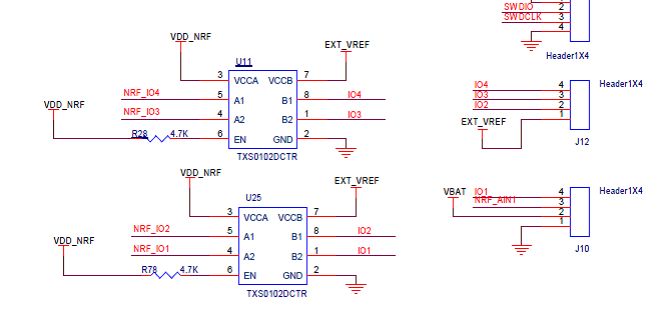 SWDIO 2
SWDCLK 3
4
Header1X4
VDD_NRF
EXT_VREF
U11
3 VCCA VCCB 7
NRF_IO4 5 A1 B1 8 IO4
NRF_IO3 4 A2 B2 1 IO3
VDD_NRF
R28 4.7K 6 EN GND 2
TXS0102DCTR
Header1X4
IO4 4
IO3 3
IO2 2
EXT_VREF 1
J12
VDD_NRF
EXT_VREF
U25
3 VCCA VCCB 7
NRF_IO2 5 A1 B1 8 IO2
NRF_IO1 4 A2 B2 1 IO1
VDD_NRF
R78 4.7K 6 EN GND 2
TXS0102DCTR
Header1X4
VBAT IO1 4
NRF_AIN1 3
2
1
J10